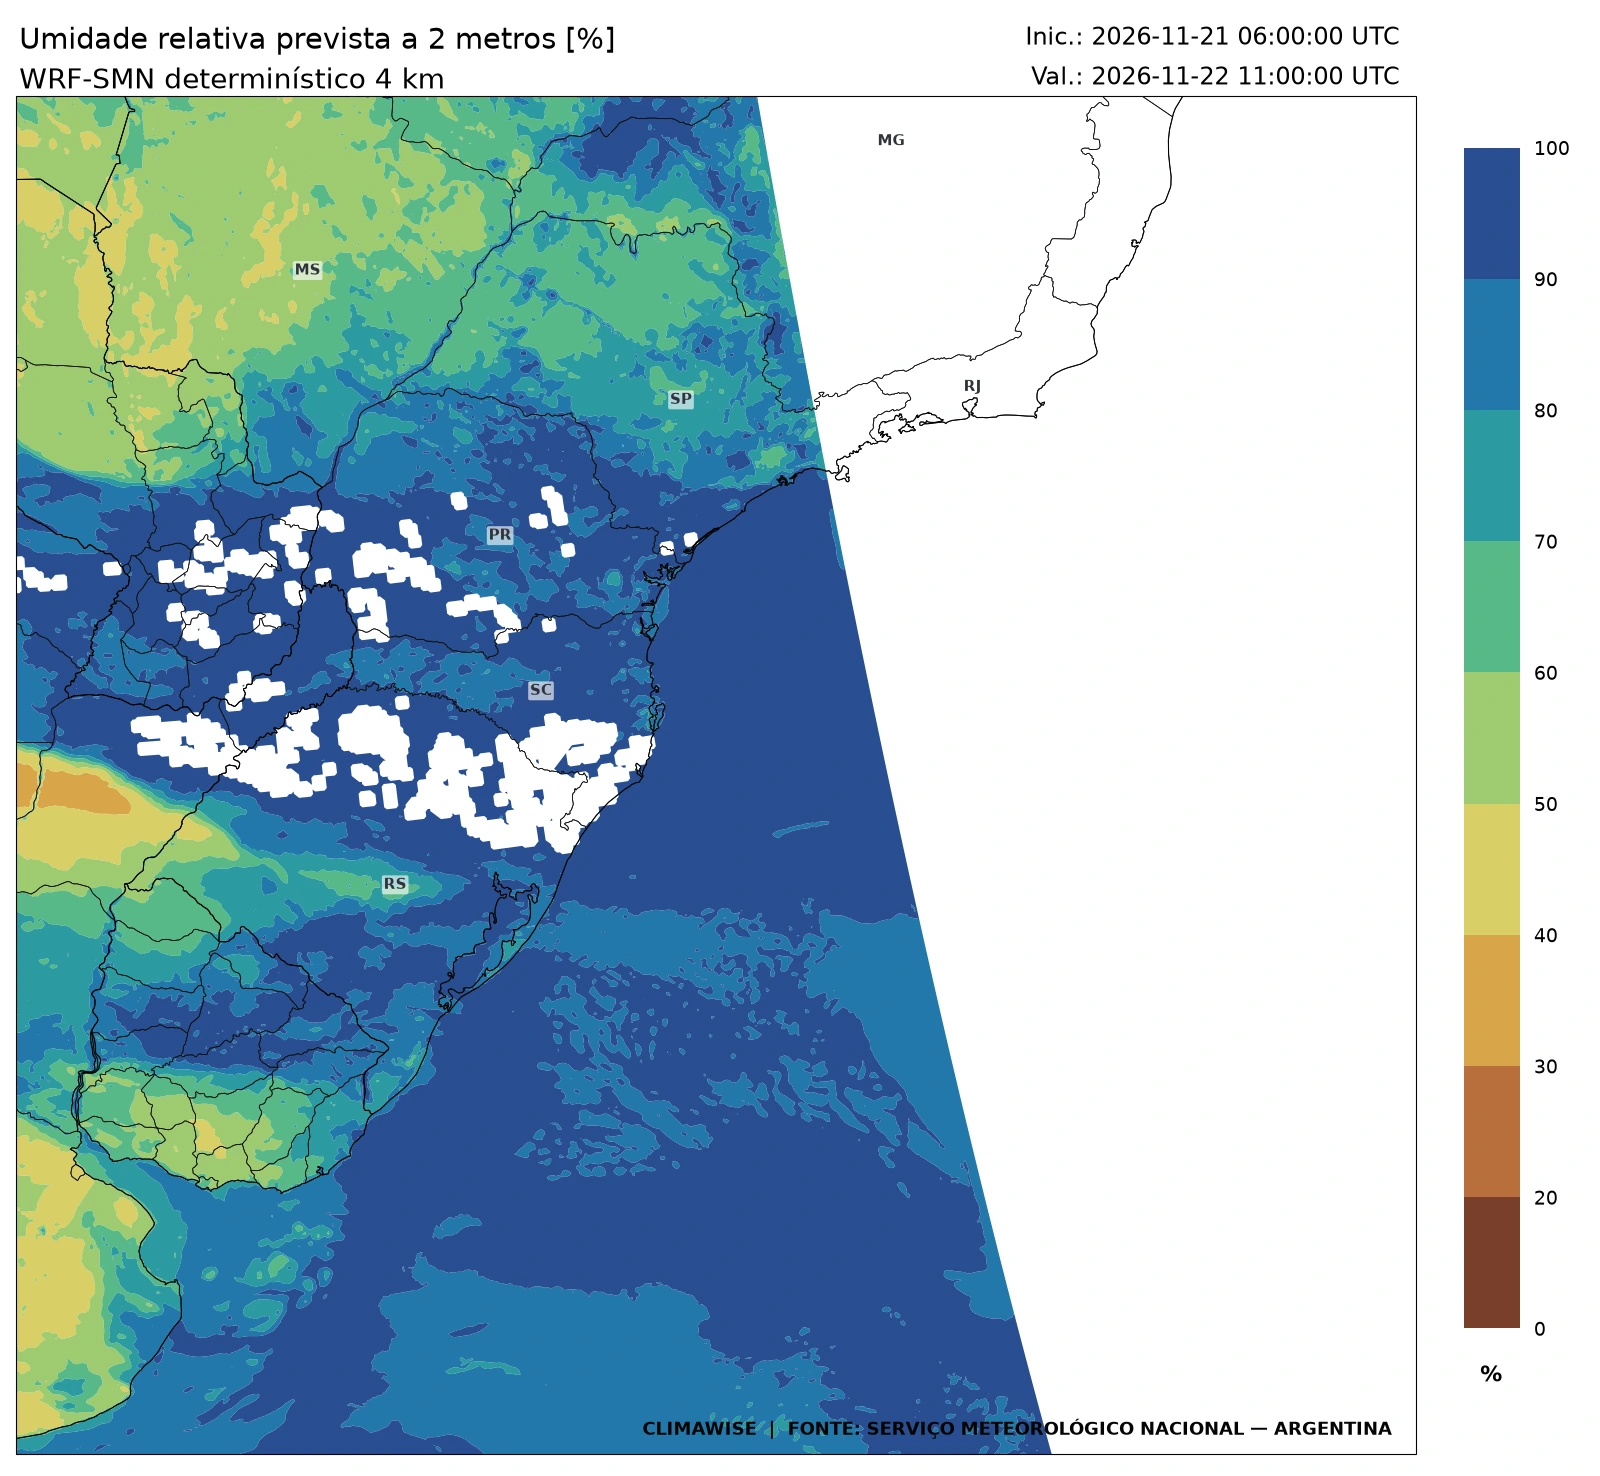 Umidade relativa prevista a 2 metros [%]
WRF-SMN determinístico 4 km
Inic.: 2026-11-21 06:00:00 UTC
Val.: 2026-11-22 11:00:00 UTC
MG
MS
RJ
SP
PR
SC
RS
100
90
80
70
60
50
40
30
20
0
%
CLIMAWISE | FONTE: SERVIÇO METEOROLÓGICO NACIONAL — ARGENTINA